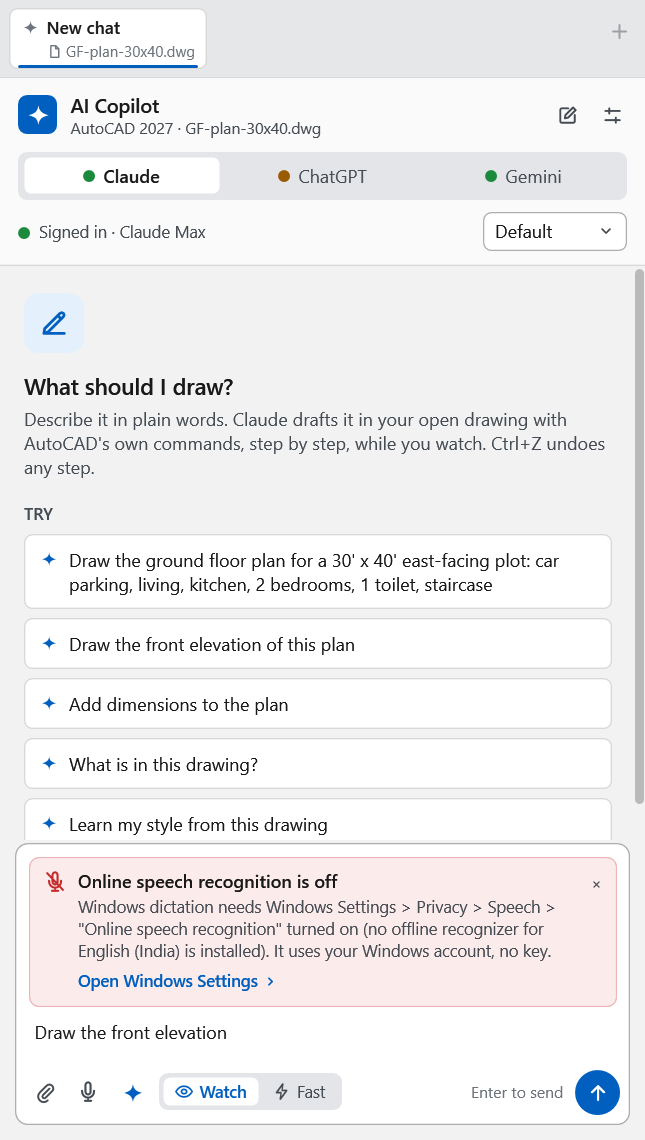 New chat
GF-plan-30x40.dwg
AI Copilot
AutoCAD 2027 · GF-plan-30x40.dwg
Claude
ChatGPT
Gemini
Signed in · Claude Max
Default
What should I draw?
Describe it in plain words. Claude drafts it in your open drawing with
AutoCAD's own commands, step by step, while you watch. Ctrl+Z undoes
any step.
TRY
Draw the ground floor plan for a 30' x 40' east-facing plot: car
parking, living, kitchen, 2 bedrooms, 1 toilet, staircase
Draw the front elevation of this plan
Add dimensions to the plan
What is in this drawing?
Learn my style from this drawing
Online speech recognition is off
Windows dictation needs Windows Settings > Privacy > Speech >
"Online speech recognition" turned on (no offline recognizer for
English (India) is installed). It uses your Windows account, no key.
Open Windows Settings
Draw the front elevation
Watch
Fast
Enter to send